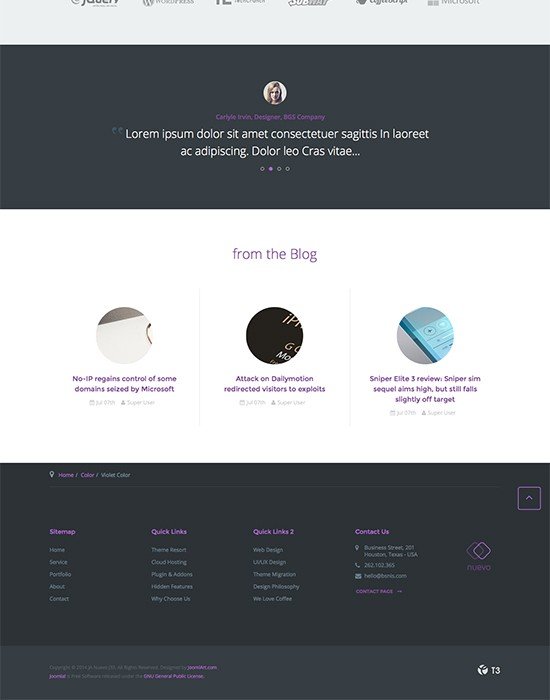 jQuery
WORDPRESS
SUBWAY
CoffeeScript
Microsoft
Carlyle Irvin, Designer, BGS Company
Lorem ipsum dolor sit amet consectetuer sagittis In laoreet
ac adipiscing. Dolor leo Cras vitae...
from the Blog
No-IP regains control of some
domains seized by Microsoft
Jul 07th Super User
Attack on Dailymotion
redirected visitors to exploits
Jul 07th Super User
Sniper Elite 3 review: Sniper sim
sequel aims high, but still falls
slightly off target
Jul 07th Super User
Home / Color / Violet Color
Sitemap
Home
Service
Portfolio
About
Contact
Quick Links
Theme Resort
Cloud Hosting
Plugin & Addons
Hidden Features
Why Choose Us
Quick Links 2
Web Design
UI/UX Design
Theme Migration
Design Philosophy
We Love Coffee
Contact Us
Business Street, 201
Houston, Texas - USA
262.102.365
hello@bsnis.com
CONTACT PAGE
nuevo
Copyright © 2014 JA Nuevo J33. All Rights Reserved. Designed by JoomlArt.com.
Joomla! is Free Software released under the GNU General Public License.
T3